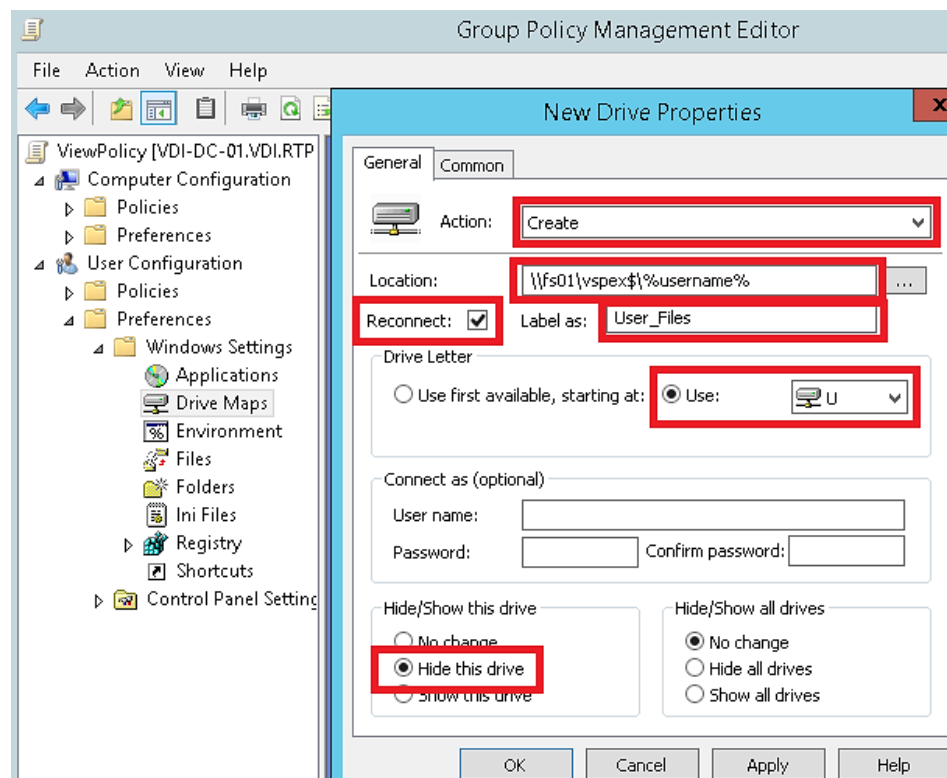 Group Policy Management Editor
File Action View Help
New Drive Properties
X
ViewPolicy [VDI-DC-01.VDI.RTP
Computer Configuration
Policies
Preferences
User Configuration
Policies
Preferences
Windows Settings
Applications
Drive Maps
Environment
Files
Folders
Ini Files
Registry
Shortcuts
Control Panel Setting
General Common
Action: Create
Location: \\fs01\vspex$\%username% ...
Reconnect: Label as: User_Files
Drive Letter
Use first available, starting at: Use: U
Connect as (optional)
User name:
Password: Confirm password:
Hide/Show this drive
No change
Hide this drive
Show this drive
Hide/Show all drives
No change
Hide all drives
Show all drives
OK Cancel Apply Help